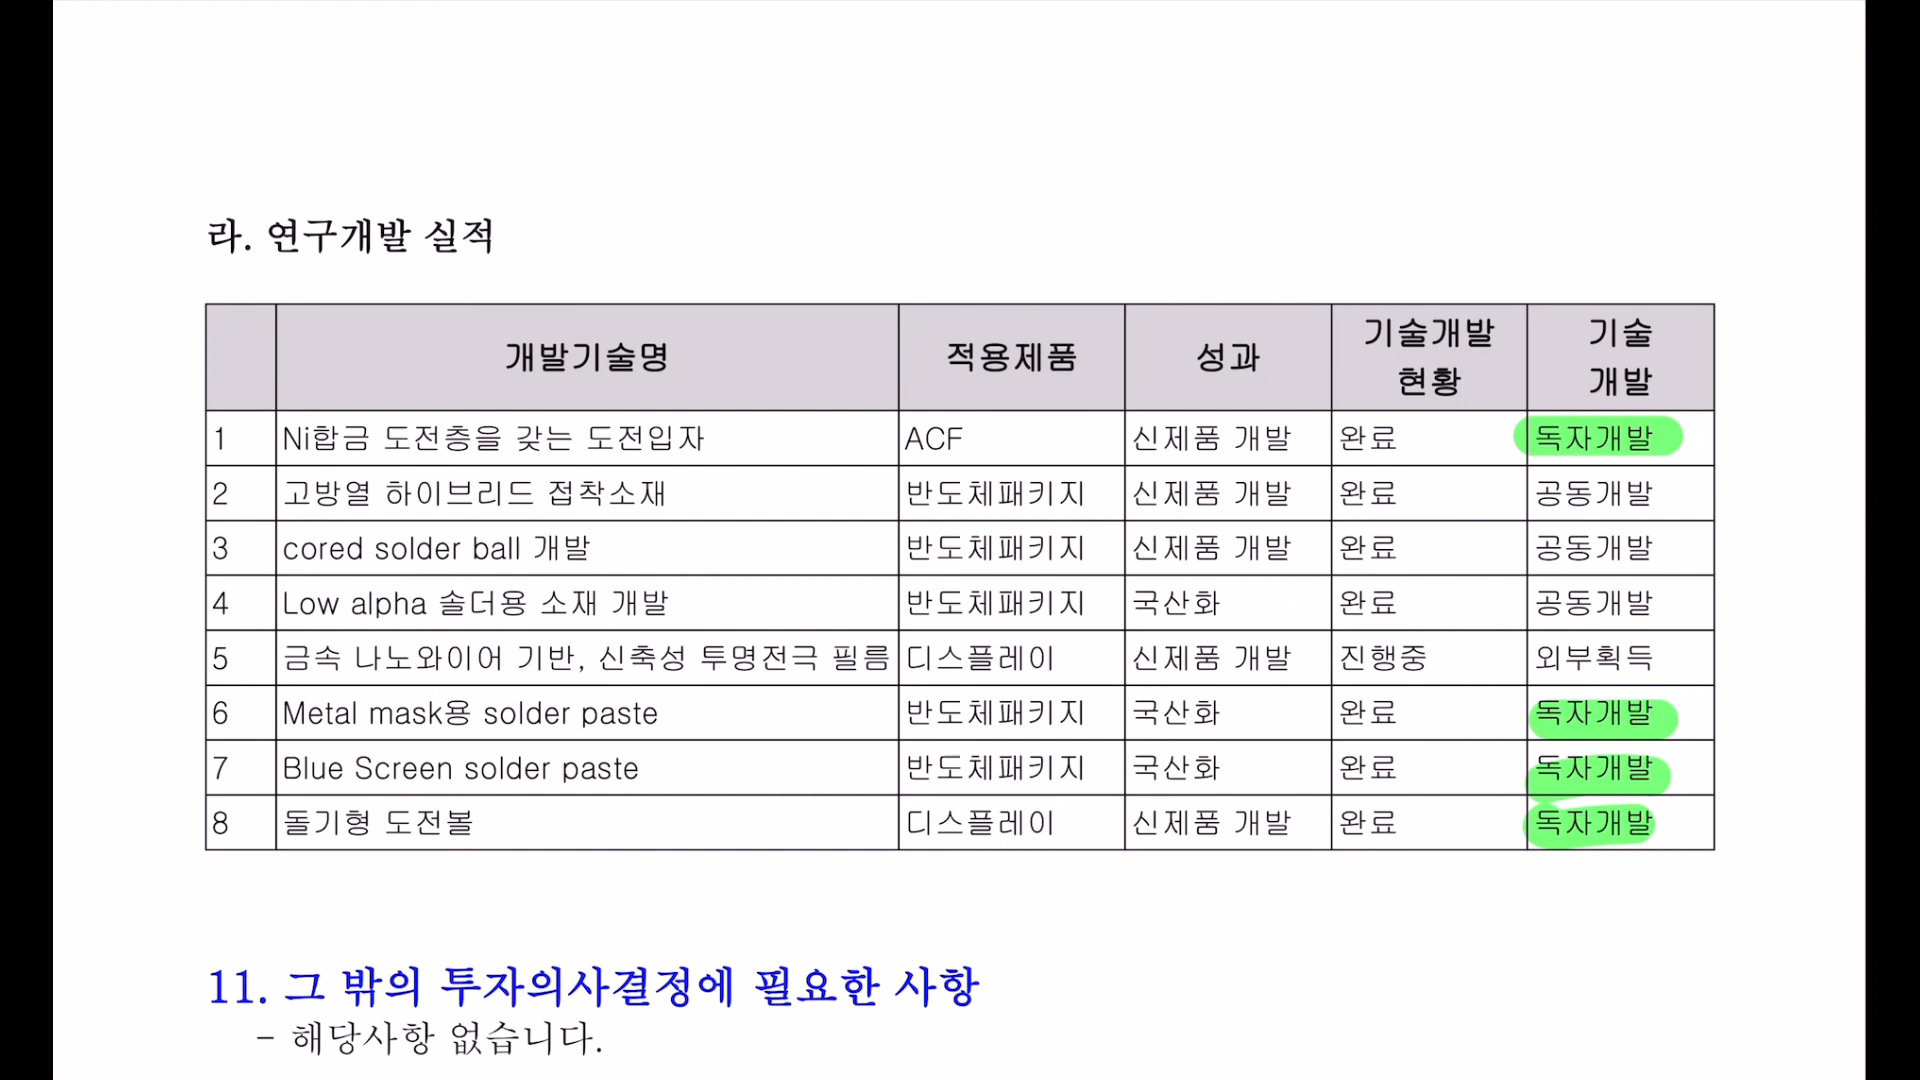 라. 연구개발 실적
개발기술명 적용제품 성과 기술개발 현황 기술 개발
1 Ni합금 도전층을 갖는 도전입자 ACF 신제품 개발 완료 독자개발
2 고방열 하이브리드 접착소재 반도체패키지 신제품 개발 완료 공동개발
3 cored solder ball 개발 반도체패키지 신제품 개발 완료 공동개발
4 Low alpha 솔더용 소재 개발 반도체패키지 국산화 완료 공동개발
5 금속 나노와이어 기반, 신축성 투명전극 필름 디스플레이 신제품 개발 진행중 외부획득
6 Metal mask용 solder paste 반도체패키지 국산화 완료 독자개발
7 Blue Screen solder paste 반도체패키지 국산화 완료 독자개발
8 돌기형 도전볼 디스플레이 신제품 개발 완료 독자개발
11. 그 밖의 투자의사결정에 필요한 사항
- 해당사항 없습니다.